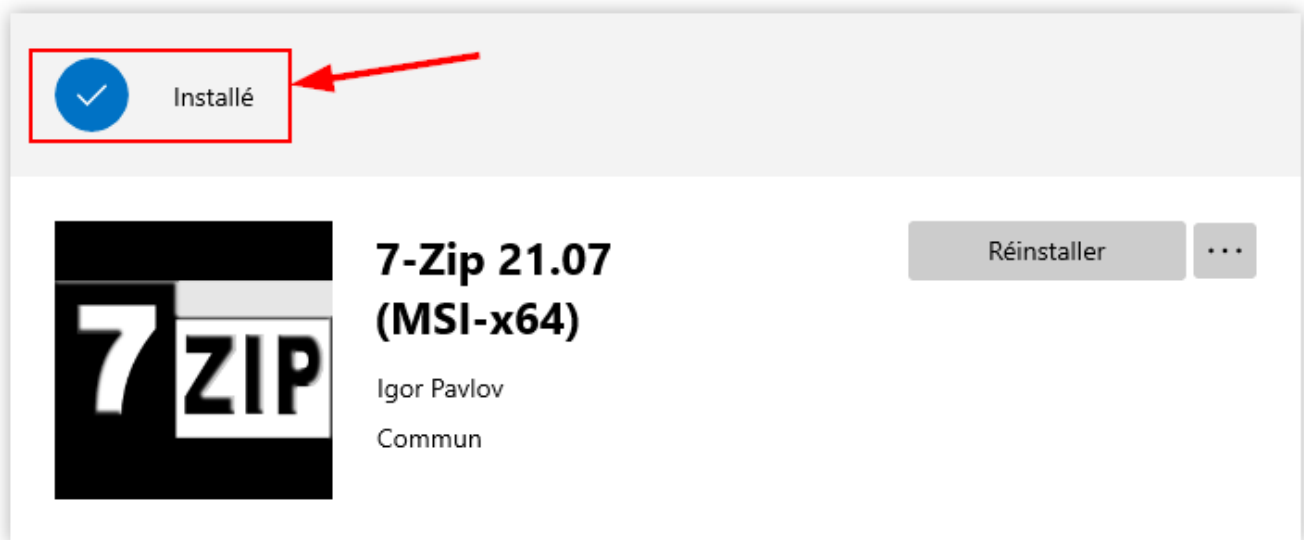 Installé
7-Zip 21.07
(MSI-x64)
Réinstaller
...
Igor Pavlov
Commun
7 ZIP